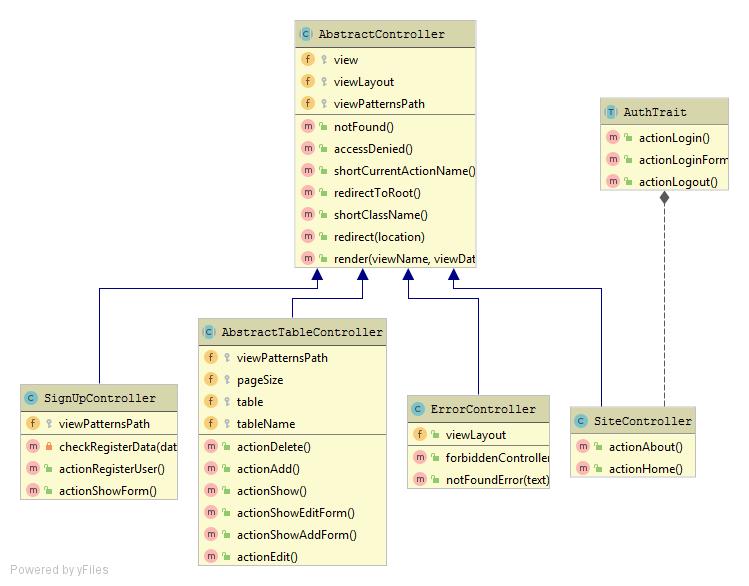 C AbstractController
f view
f viewLayout
f viewPatternsPath
m notFound()
m accessDenied()
m shortCurrentActionName()
m redirectToRoot()
m shortClassName()
m redirect(location)
m render(viewName, viewDat
T AuthTrait
m actionLogin()
m actionLoginForm
m actionLogout()
C SignUpController
f viewPatternsPath
m checkRegisterData(dat
m actionRegisterUser()
m actionShowForm()
C AbstractTableController
f viewPatternsPath
f pageSize
f table
f tableName
m actionDelete()
m actionAdd()
m actionShow()
m actionShowEditForm()
m actionShowAddForm()
m actionEdit()
C ErrorController
f viewLayout
m forbiddenController
m notFoundError(text)
C SiteController
m actionAbout()
m actionHome()
Powered by yFiles